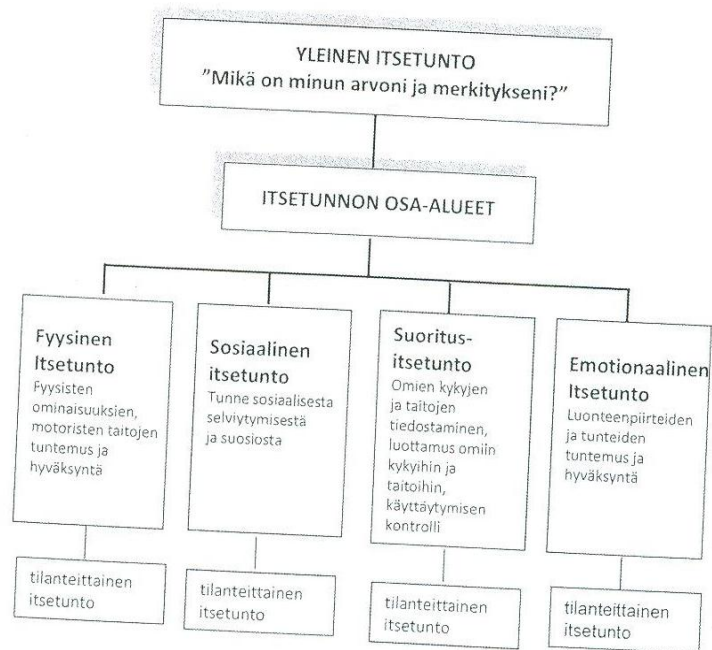 YLEINEN ITSETUNTO
”Mikä on minun arvoni ja merkitykseni?”
ITSETUNNON OSA-ALUEET
Fyysinen
Itsetunto
Fyysisten
ominaisuuksien,
motoristen taitojen
tuntemus ja
hyväksyntä
Sosiaalinen
itsetunto
Tunne sosiaalisesta
selviytymisestä
ja suosiosta
Suoritus-
itsetunto
Omien kykyjen
ja taitojen
tiedostaminen,
luottamus omiin
kykyihin ja
taitoihin,
käyttäytymisen
kontrolli
Emotionaalinen
Itsetunto
Luonteenpiirteiden
ja tunteiden
tuntemus ja
hyväksyntä
tilanteittainen
itsetunto
tilanteittainen
itsetunto
tilanteittainen
itsetunto
tilanteittainen
itsetunto